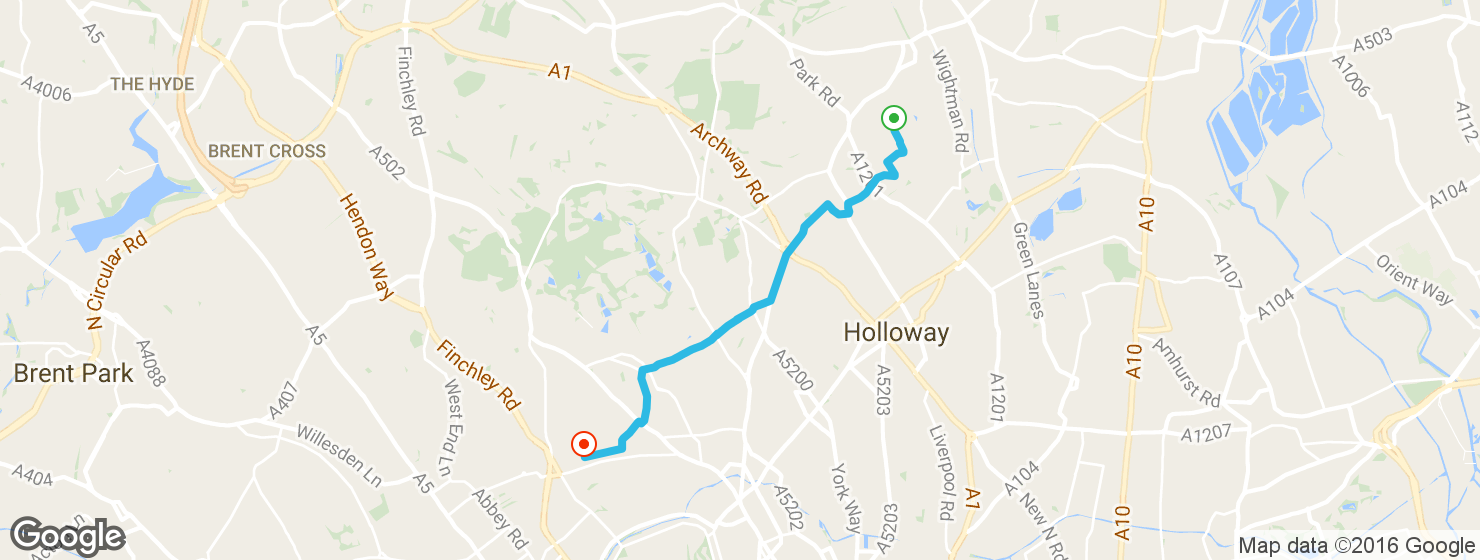 A5
Finchley Rd
A1
Park Rd
Wightman Rd
A503
A1006
A112
THE HYDE
A4006
BRENT CROSS
A502
Archway Rd
A10
A104
Hendon Way
N Circular Rd
Green Lanes
A107
Orient Way
A104
A5
Holloway
Brent Park
A4088
A407
Finchley Rd
West End Ln
A5200
A5203
A1201
A10
Amhurst Rd
Willesden Ln
A1207
Liverpool Rd
A404
A5
Abbey Rd
A5202
York Way
A5203
A1
A104
New N Rd
A10
Google
Map data ©2016 Google